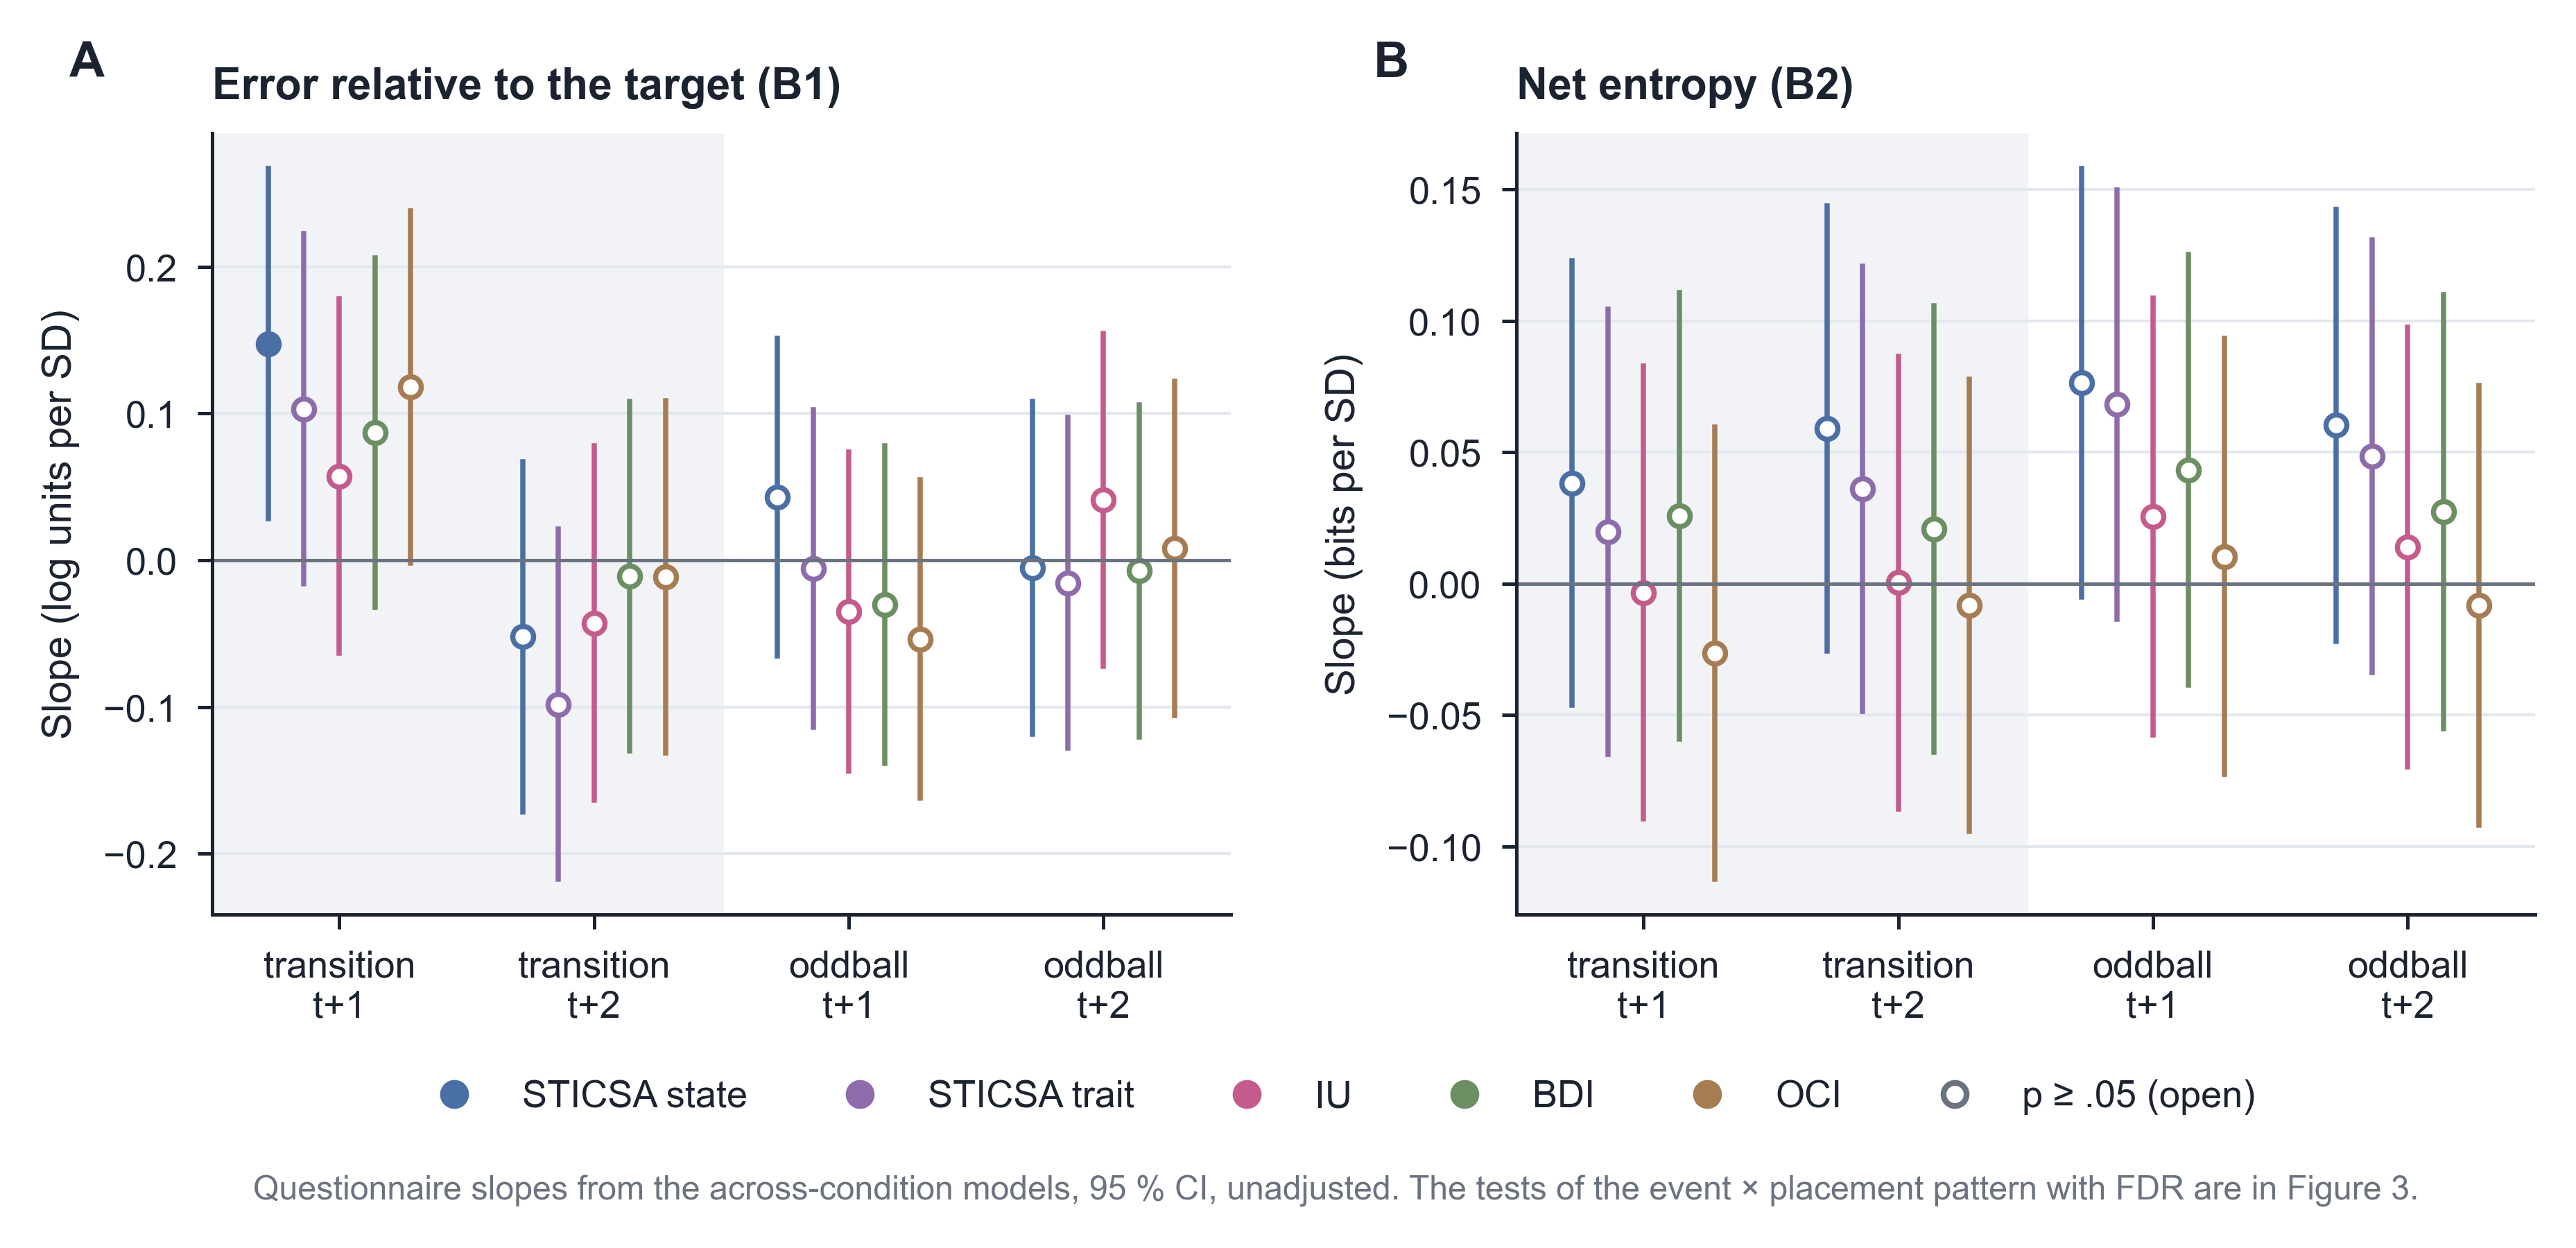 A
Error relative to the target (B1)
Slope (log units per SD)
0.2
0.1
0.0
−0.1
−0.2
transition
t+1
transition
t+2
oddball
t+1
oddball
t+2
B
Net entropy (B2)
Slope (bits per SD)
0.15
0.10
0.05
0.00
−0.05
−0.10
transition
t+1
transition
t+2
oddball
t+1
oddball
t+2
STICSA state
STICSA trait
IU
BDI
OCI
p ≥ .05 (open)
Questionnaire slopes from the across-condition models, 95 % CI, unadjusted. The tests of the event × placement pattern with FDR are in Figure 3.